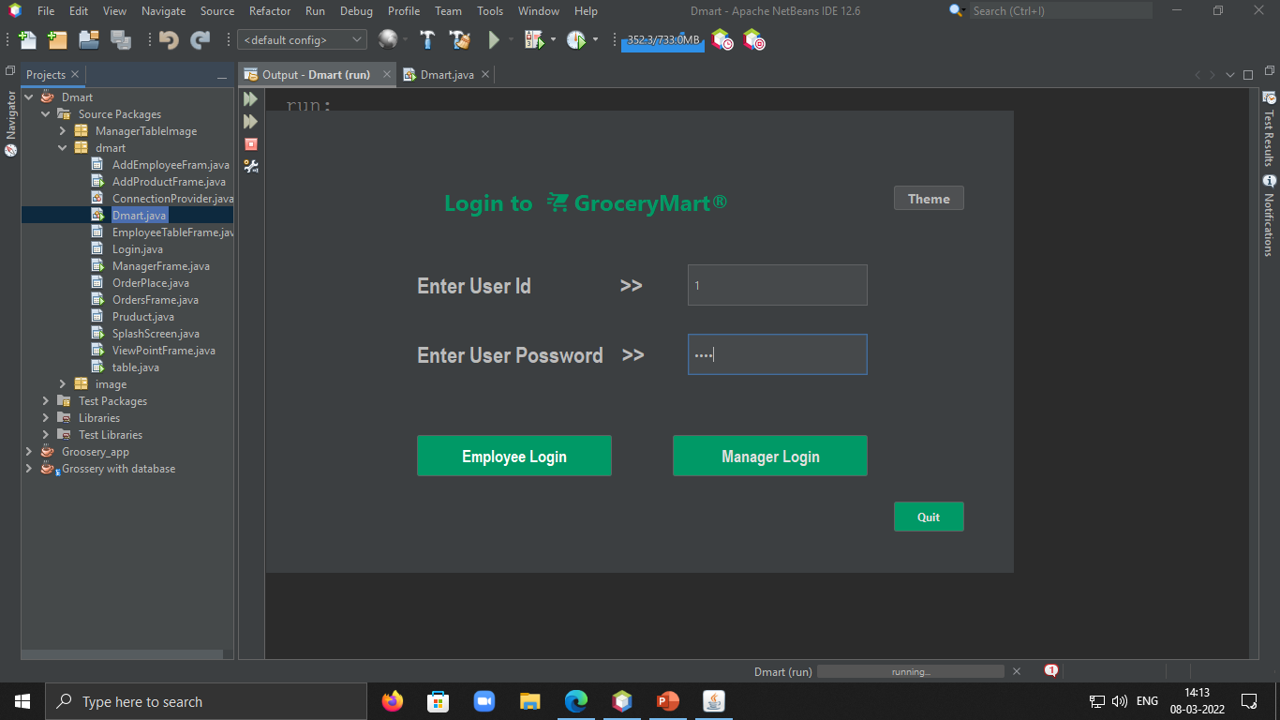 File Edit View Navigate Source Refactor Run Debug Profile Team Tools Window Help
Dmart - Apache NetBeans IDE 12.6
Search (Ctrl+I)
<default config>
352.3/733.0MB
Projects
Output - Dmart (run)
Dmart.java
Navigator
Dmart
Source Packages
ManagerTableImage
dmart
AddEmployeeFram.java
AddProductFrame.java
ConnectionProvider.java
Dmart.java
EmployeeTableFrame.jav
Login.java
ManagerFrame.java
OrderPlace.java
OrdersFrame.java
Pruduct.java
SplashScreen.java
ViewPointFrame.java
table.java
image
Test Packages
Libraries
Test Libraries
Groosery_app
Grossery with database
run:
Login to GroceryMart®
Theme
Enter User Id >> 1
Enter User Possword >> ••••
Employee Login
Manager Login
Quit
Test Results
Notifications
Dmart (run)
running...
1
Type here to search
ENG
14:13
08-03-2022